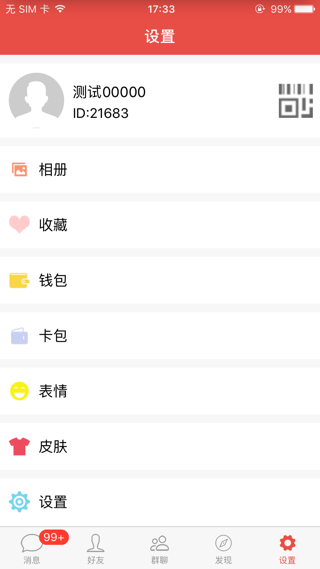 无 SIM 卡 17:33 99%
设置
测试00000
ID:21683
相册
收藏
钱包
卡包
表情
皮肤
设置
99+
消息 好友 群聊 发现 设置